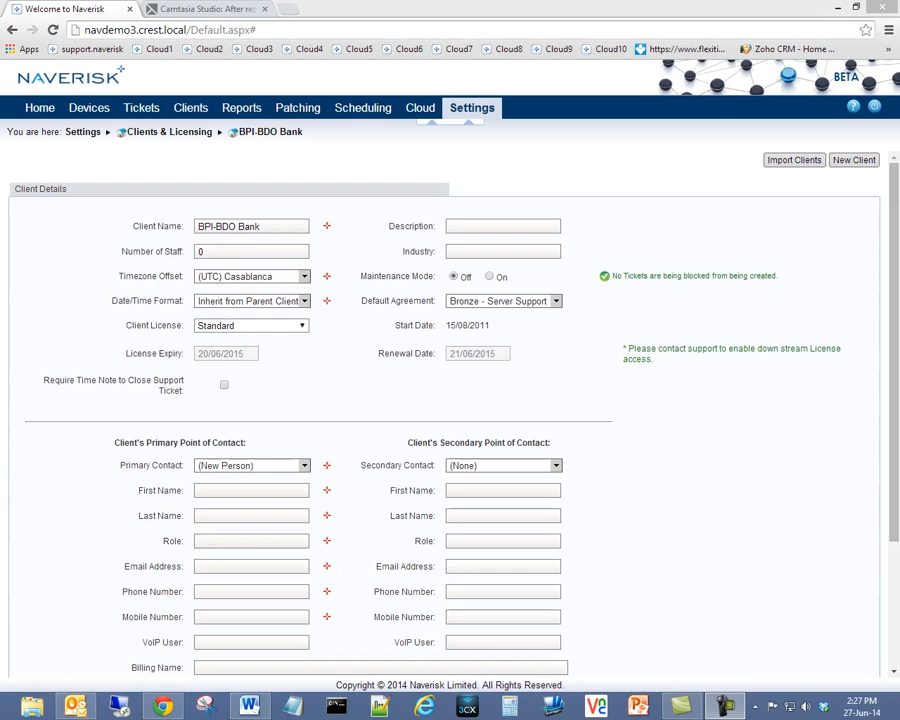 Welcome to Naverisk
Camtasia Studio: After rec
navdemo3.crest.local/Default.aspx#
Apps support.naverisk Cloud1 Cloud2 Cloud3 Cloud4 Cloud5 Cloud6 Cloud7 Cloud8 Cloud9 Cloud10 https://www.flexiti... Zoho CRM - Home ...
NAVERISK
BETA
Home Devices Tickets Clients Reports Patching Scheduling Cloud Settings
You are here: Settings Clients & Licensing BPI-BDO Bank
Import Clients New Client
Client Details
Client Name: BPI-BDO Bank Description:
Number of Staff: 0 Industry:
Timezone Offset: (UTC) Casablanca Maintenance Mode: Off On No Tickets are being blocked from being created.
Date/Time Format: Inherit from Parent Client Default Agreement: Bronze - Server Support
Client License: Standard Start Date: 15/08/2011
License Expiry: 20/06/2015 Renewal Date: 21/06/2015 * Please contact support to enable down stream License
access.
Require Time Note to Close Support
Ticket:
Client's Primary Point of Contact: Client's Secondary Point of Contact:
Primary Contact: (New Person) Secondary Contact: (None)
First Name: First Name:
Last Name: Last Name:
Role: Role:
Email Address: Email Address:
Phone Number: Phone Number:
Mobile Number: Mobile Number:
VoIP User: VoIP User:
Billing Name:
Copyright © 2014 Naverisk Limited. All Rights Reserved.
3CX
2:27 PM
27-Jun-14